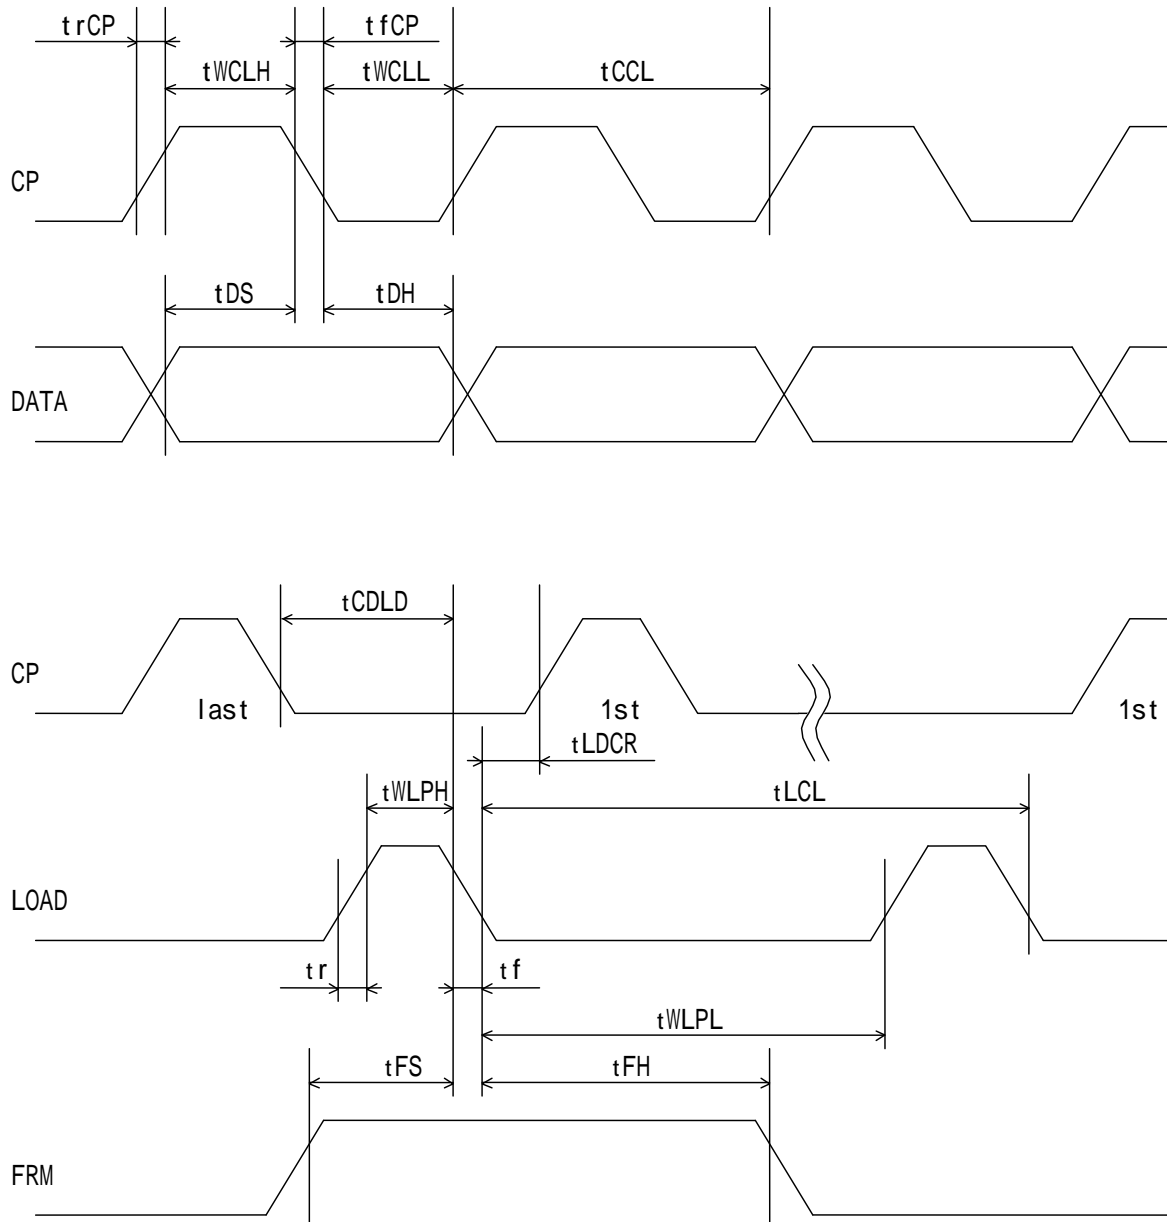 trCP tfCP
tWCLH tWCLL tCCL
CP
tDS tDH
DATA
tCDLD
CP
last 1st 1st
tLDCR
tWLPH tLCL
LOAD
tr tf
tWLPL
tFS tFH
FRM